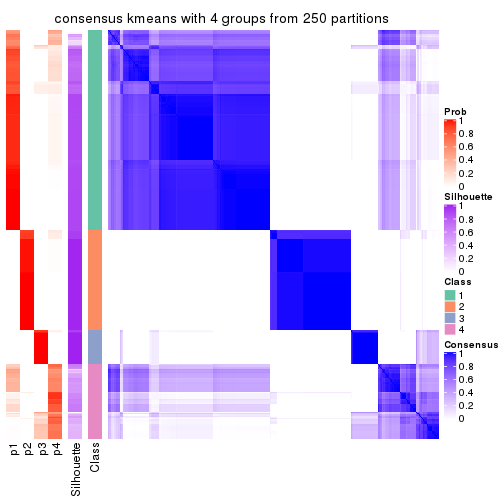 consensus kmeans with 4 groups from 250 partitions
Prob
1
0.8
0.6
0.4
0.2
0
Silhouette
1
0.8
0.6
0.4
0.2
0
Class
1
2
3
4
Consensus
1
0.8
0.6
0.4
0.2
0
p1
p2
p3
p4
Silhouette
Class